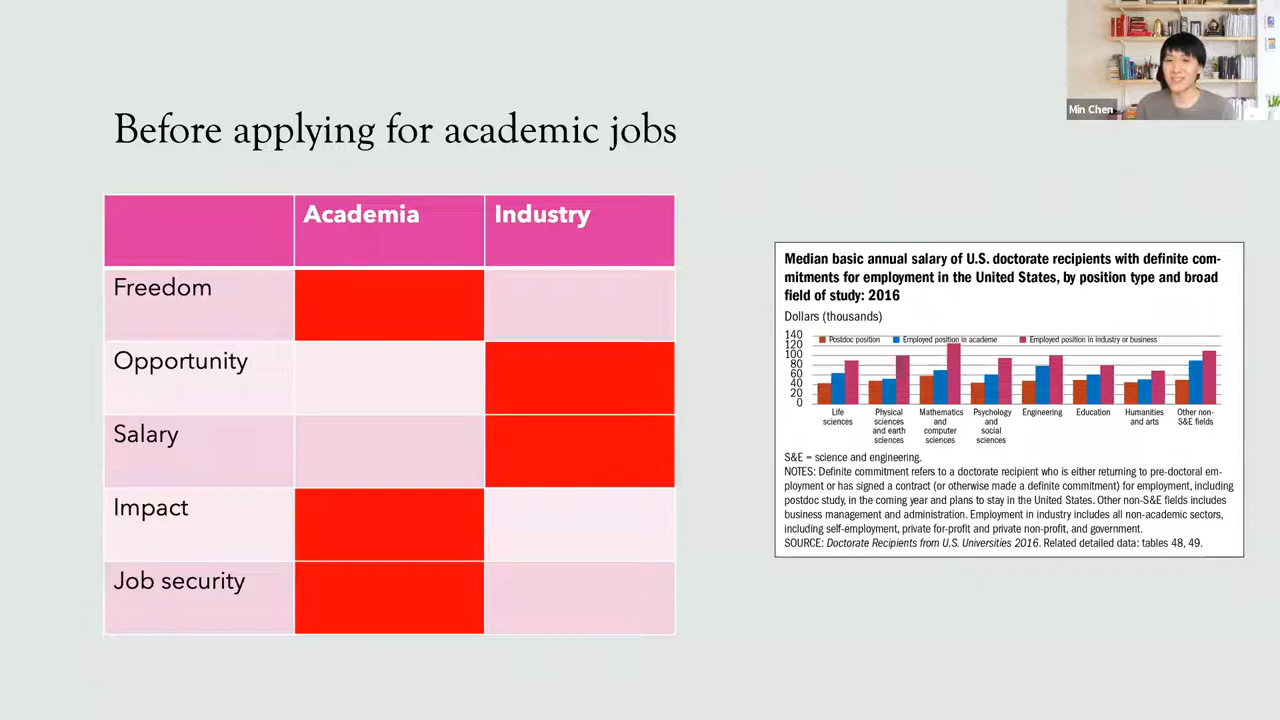 Min Chen
Before applying for academic jobs
Academia Industry
Freedom
Opportunity
Salary
Impact
Job security
Median basic annual salary of U.S. doctorate recipients with definite com-
mitments for employment in the United States, by position type and broad
field of study: 2016
Dollars (thousands)
140
120
100
80
60
40
20
0
Postdoc position Employed position in academe Employed position in industry or business
Life
sciences
Physical
sciences
and earth
sciences
Mathematics
and
computer
sciences
Psychology
and
social
sciences
Engineering
Education
Humanities
and arts
Other non-
S&E fields
S&E = science and engineering.
NOTES: Definite commitment refers to a doctorate recipient who is either returning to pre-doctoral em-
ployment or has signed a contract (or otherwise made a definite commitment) for employment, including
postdoc study, in the coming year and plans to stay in the United States. Other non-S&E fields includes
business management and administration. Employment in industry includes all non-academic sectors,
including self-employment, private for-profit and private non-profit, and government.
SOURCE: Doctorate Recipients from U.S. Universities 2016. Related detailed data: tables 48, 49.